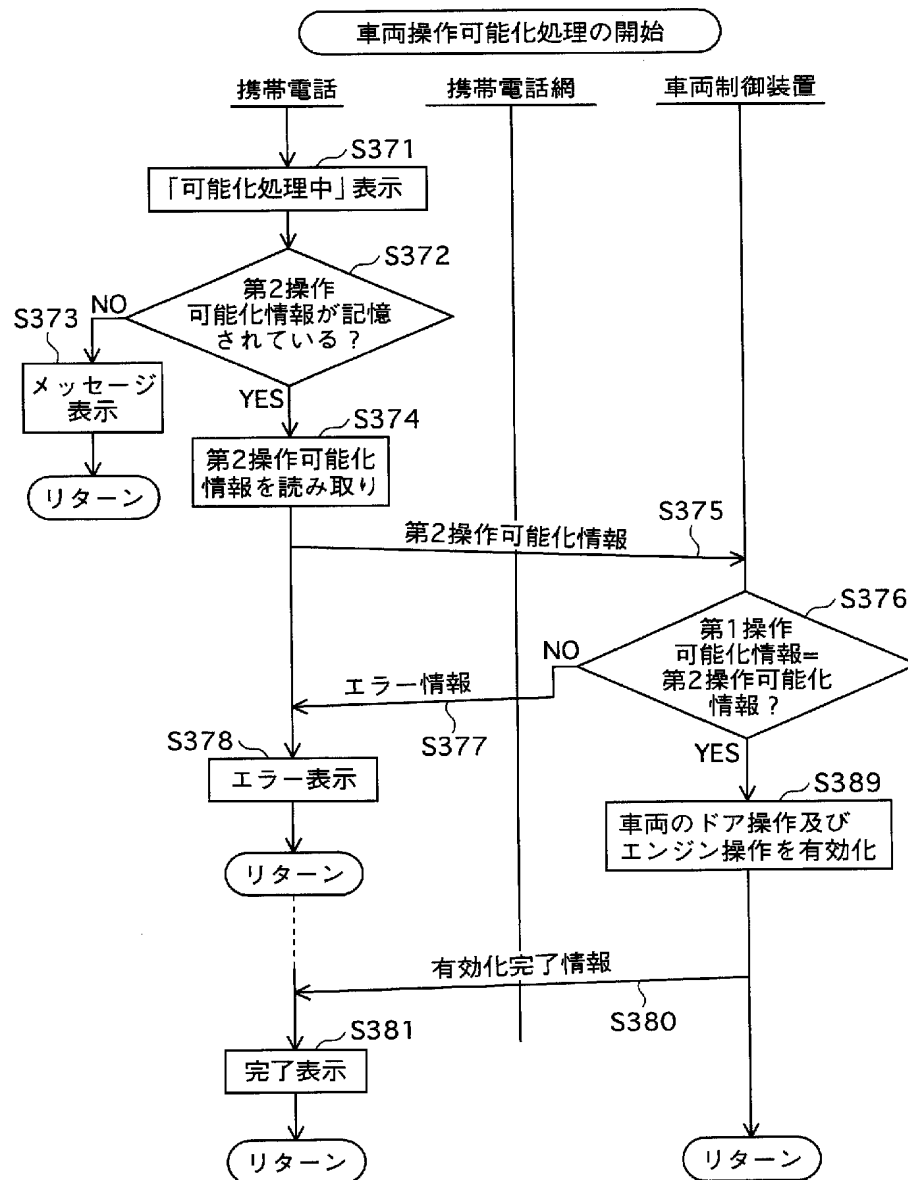 車両操作可能化処理の開始
携帯電話
携帯電話網
車両制御装置
S371
「可能化処理中」表示
S372
第2操作
可能化情報が記憶
されている？
NO
S373
メッセージ
表示
リターン
YES
S374
第2操作可能化
情報を読み取り
第2操作可能化情報
S375
S376
第1操作
可能化情報=
第2操作可能化
情報？
NO
エラー情報
S377
S378
エラー表示
リターン
YES
S389
車両のドア操作及び
エンジン操作を有効化
有効化完了情報
S380
S381
完了表示
リターン
リターン